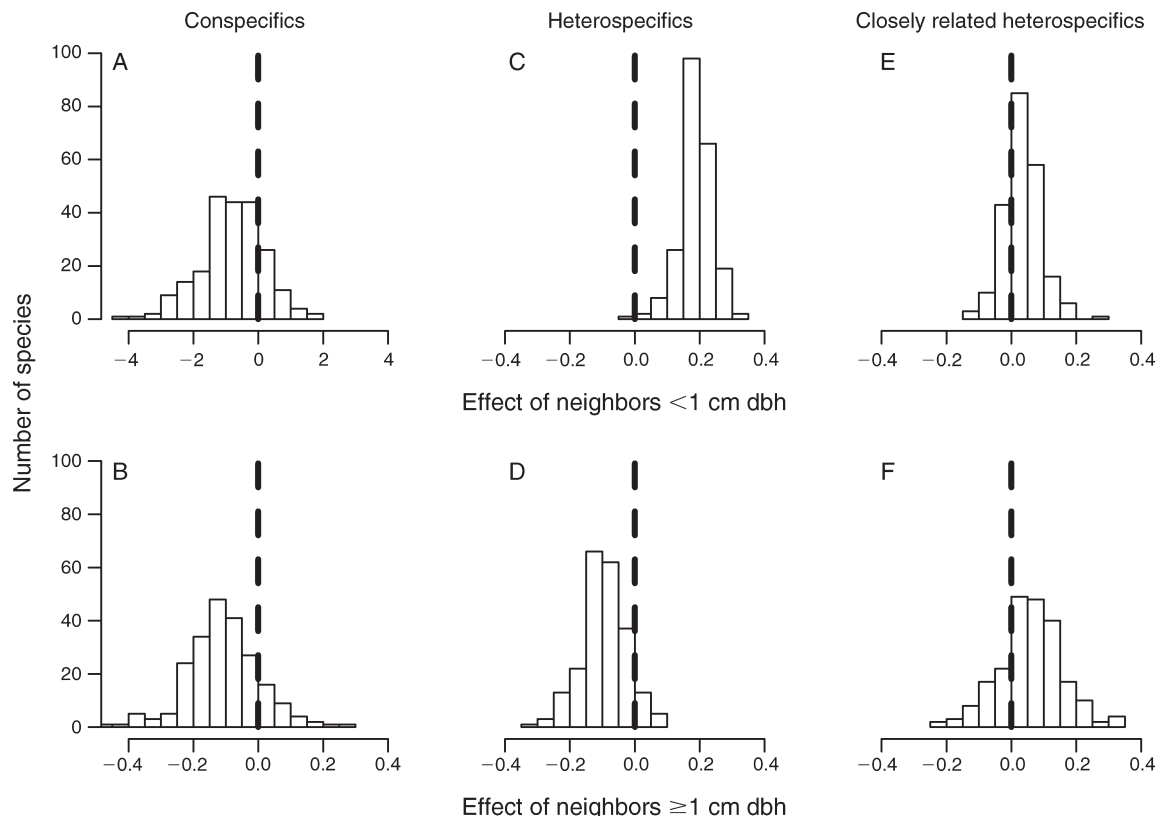 Conspecifics Heterospecifics Closely related heterospecifics
A C E
100
80
60
40
20
0
−4 −2 0 2 4 −0.4 −0.2 0.0 0.2 0.4 −0.4 −0.2 0.0 0.2 0.4
Effect of neighbors <1 cm dbh
Number of species
B D F
100
80
60
40
20
0
−0.4 −0.2 0.0 0.2 0.4 −0.4 −0.2 0.0 0.2 0.4 −0.4 −0.2 0.0 0.2 0.4
Effect of neighbors ≥1 cm dbh